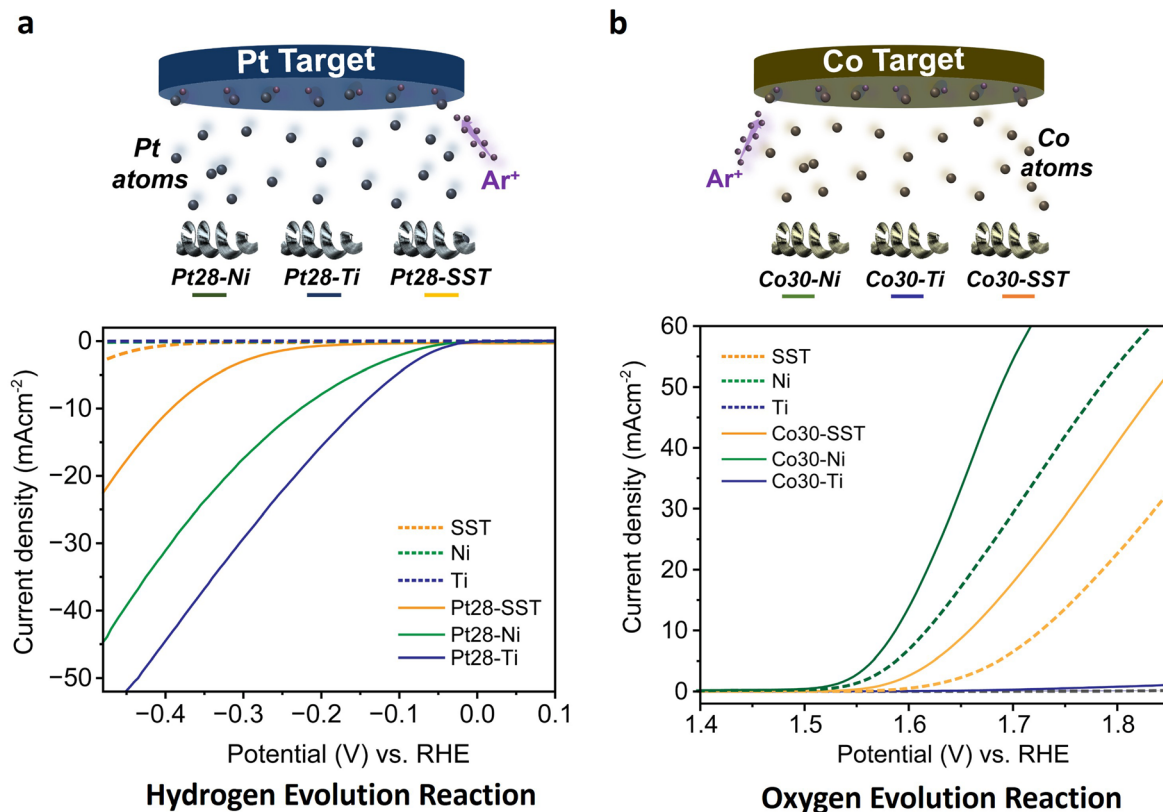 a
Pt Target
Pt
atoms
Ar⁺
Pt28-Ni
Pt28-Ti
Pt28-SST
0
−10
−20
−30
−40
−50
Current density (mAcm⁻²)
SST
Ni
Ti
Pt28-SST
Pt28-Ni
Pt28-Ti
−0.4
−0.3
−0.2
−0.1
0.0
0.1
Potential (V) vs. RHE
Hydrogen Evolution Reaction
b
Co Target
Co
atoms
Ar⁺
Co30-Ni
Co30-Ti
Co30-SST
60
50
40
30
20
10
0
Current density (mAcm⁻²)
SST
Ni
Ti
Co30-SST
Co30-Ni
Co30-Ti
1.4
1.5
1.6
1.7
1.8
Potential (V) vs. RHE
Oxygen Evolution Reaction